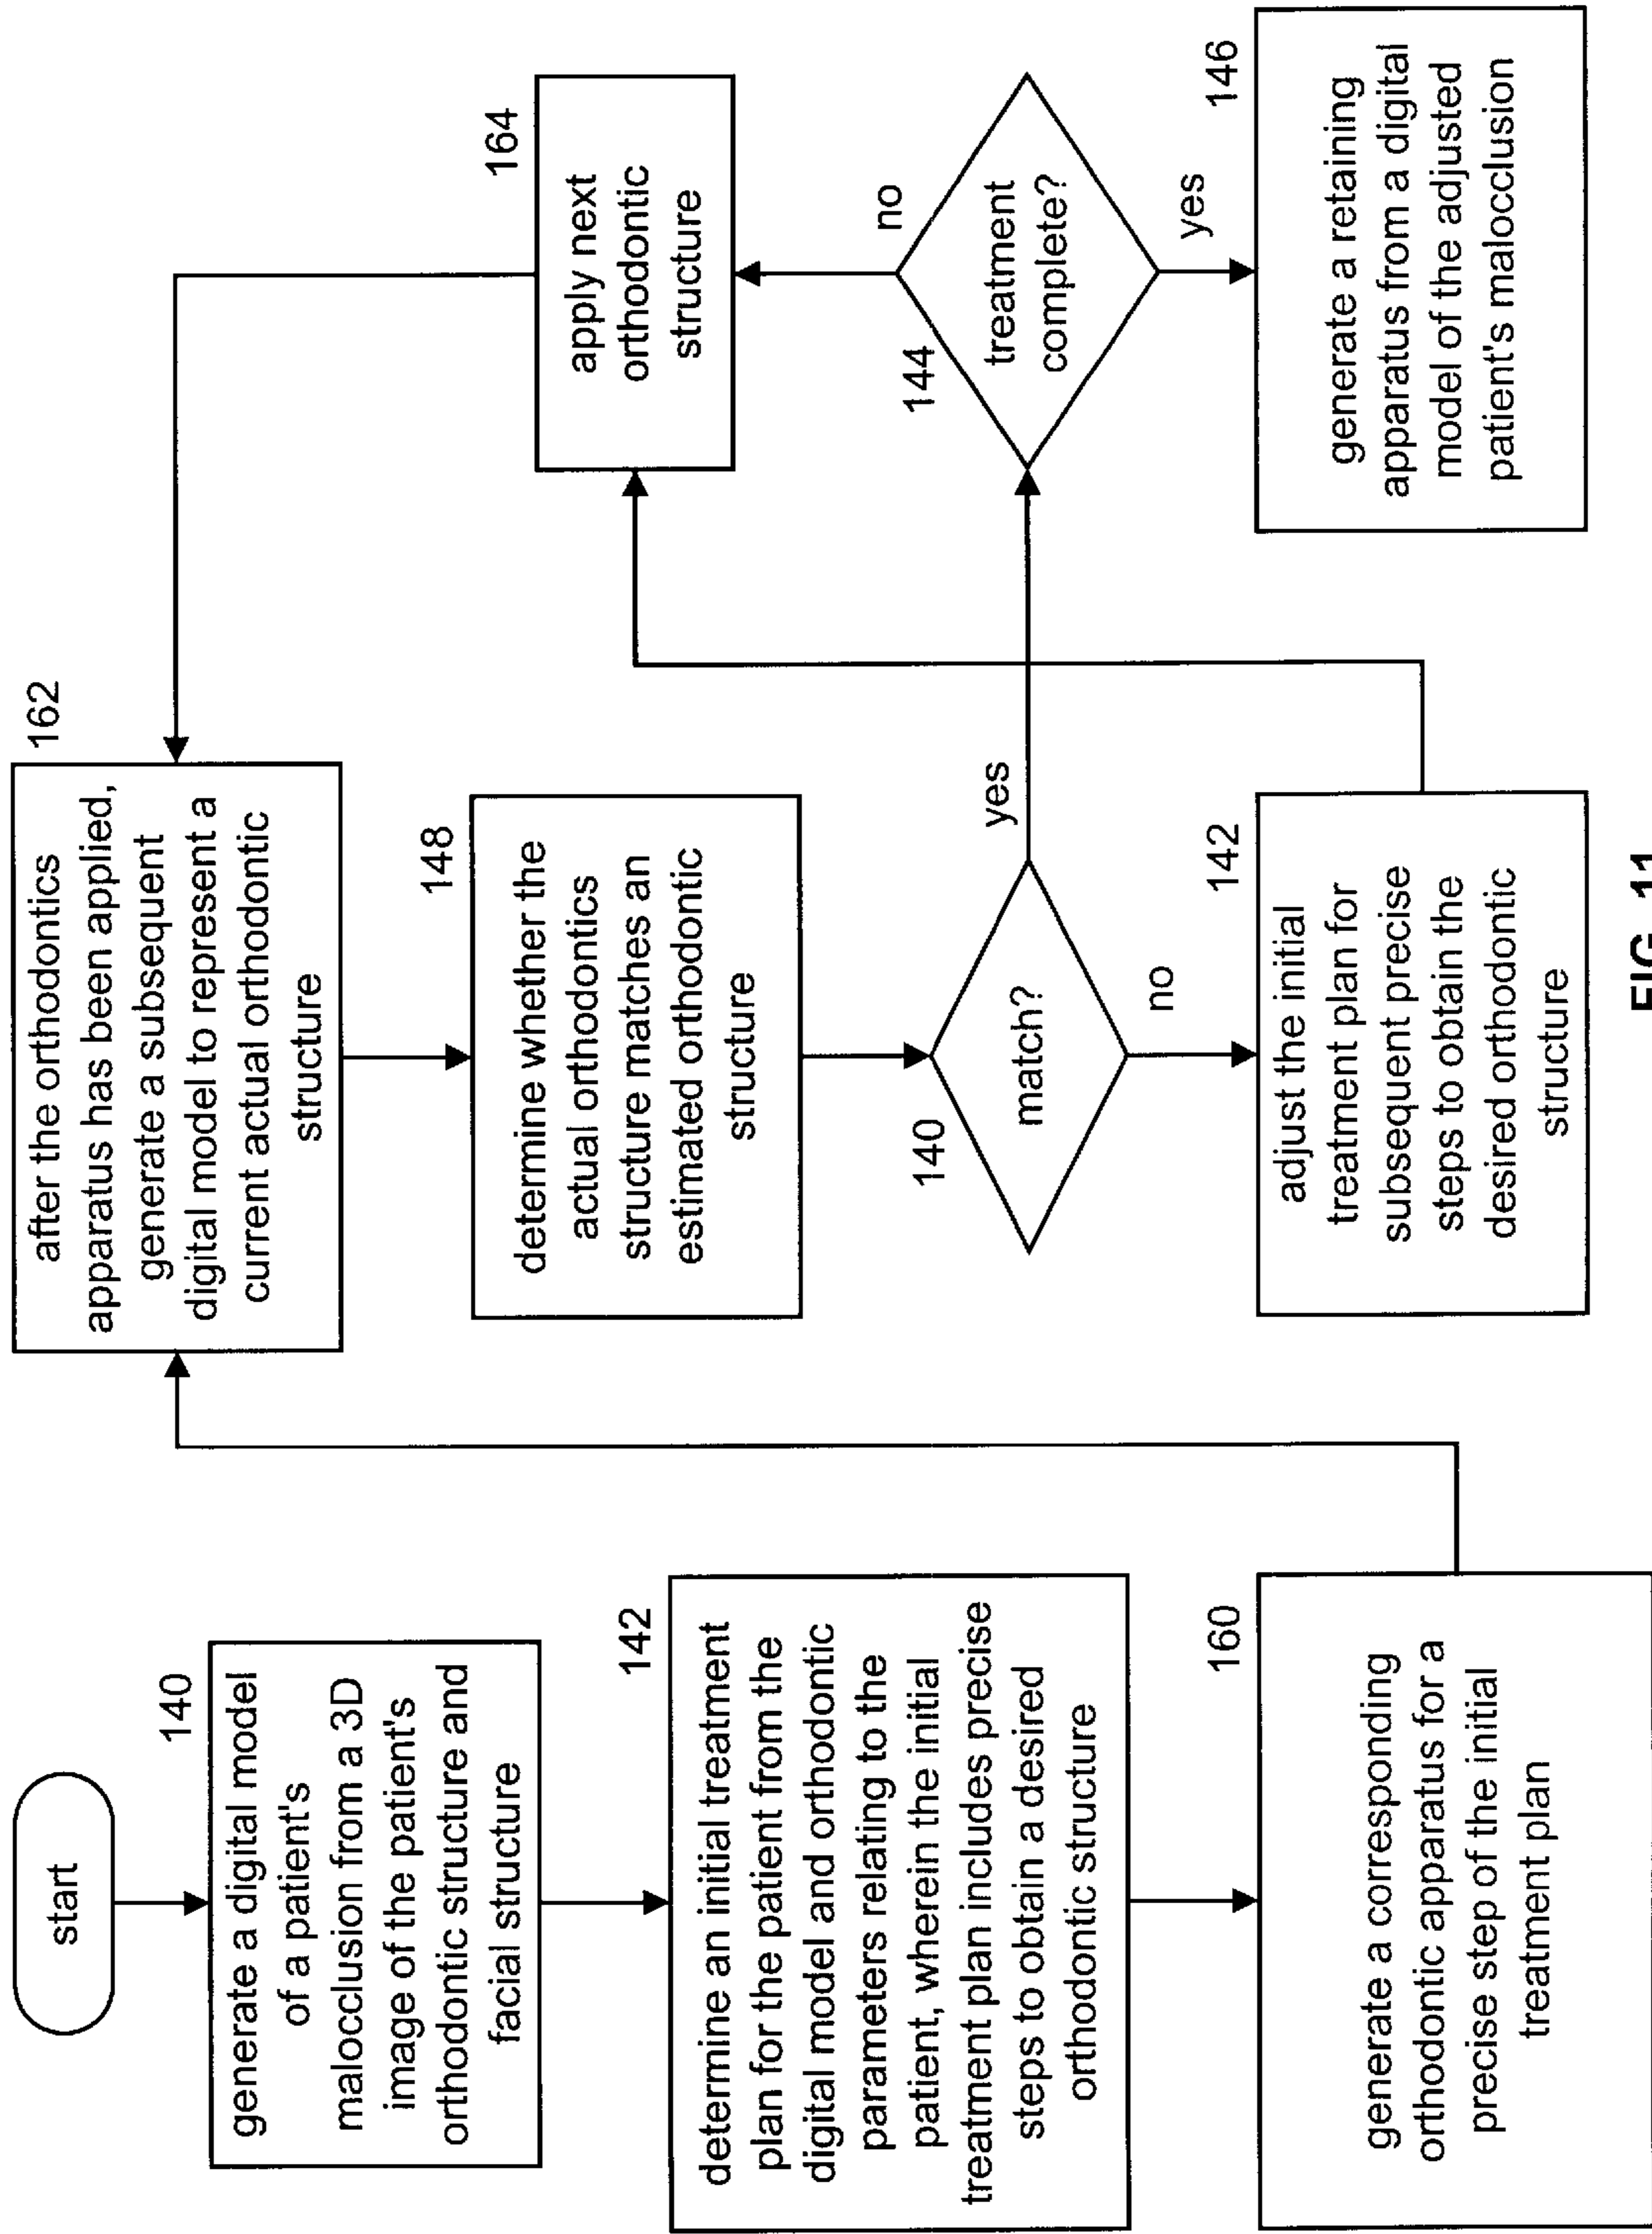 start
140
generate a digital model
of a patient's
malocclusion from a 3D
image of the patient's
orthodontic structure and
facial structure
142
determine an initial treatment
plan for the patient from the
digital model and orthodontic
parameters relating to the
patient, wherein the initial
treatment plan includes precise
steps to obtain a desired
orthodontic structure
160
generate a corresponding
orthodontic apparatus for a
precise step of the initial
treatment plan
162
after the orthodontics
apparatus has been applied,
generate a subsequent
digital model to represent a
current actual orthodontic
structure
148
determine whether the
actual orthodontics
structure matches an
estimated orthodontic
structure
140
match?
yes
no
142
adjust the initial
treatment plan for
subsequent precise
steps to obtain the
desired orthodontic
structure
164
apply next
orthodontic
structure
no
144
treatment
complete?
yes
146
generate a retaining
apparatus from a digital
model of the adjusted
patient's malocclusion